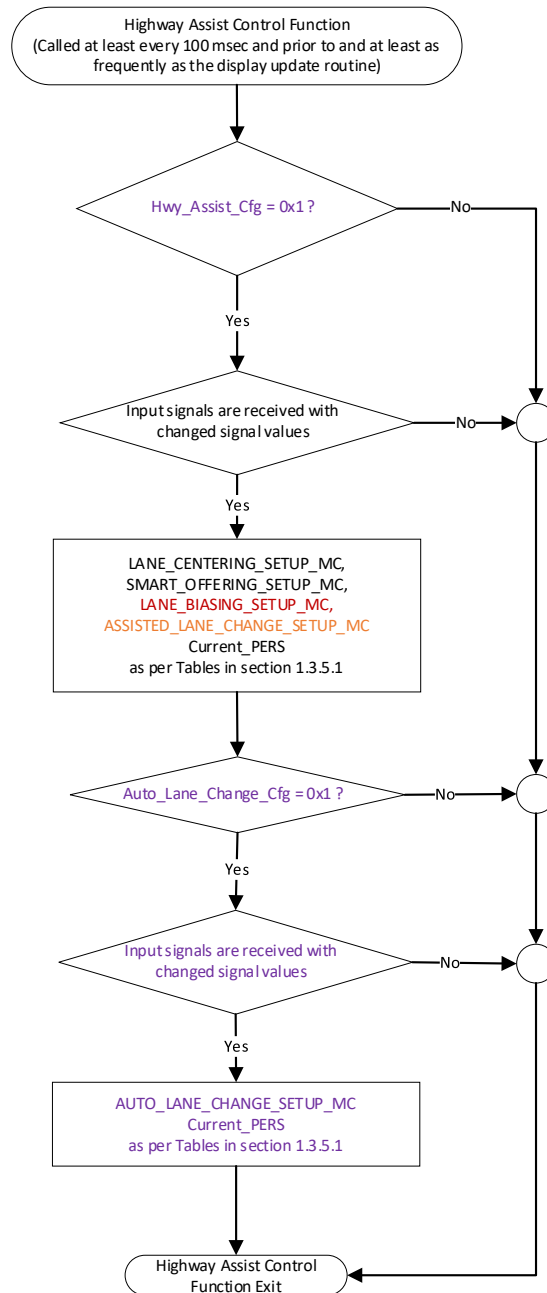 Highway Assist Control Function
(Called at least every 100 msec and prior to and at least as
frequently as the display update routine)
Hwy_Assist_Cfg = 0x1 ?
No
Yes
Input signals are received with
changed signal values
No
Yes
LANE_CENTERING_SETUP_MC,
SMART_OFFERING_SETUP_MC,
LANE_BIASING_SETUP_MC,
ASSISTED_LANE_CHANGE_SETUP_MC
Current_PERS
as per Tables in section 1.3.5.1
Auto_Lane_Change_Cfg = 0x1 ?
No
Yes
Input signals are received with
changed signal values
No
Yes
AUTO_LANE_CHANGE_SETUP_MC
Current_PERS
as per Tables in section 1.3.5.1
Highway Assist Control
Function Exit